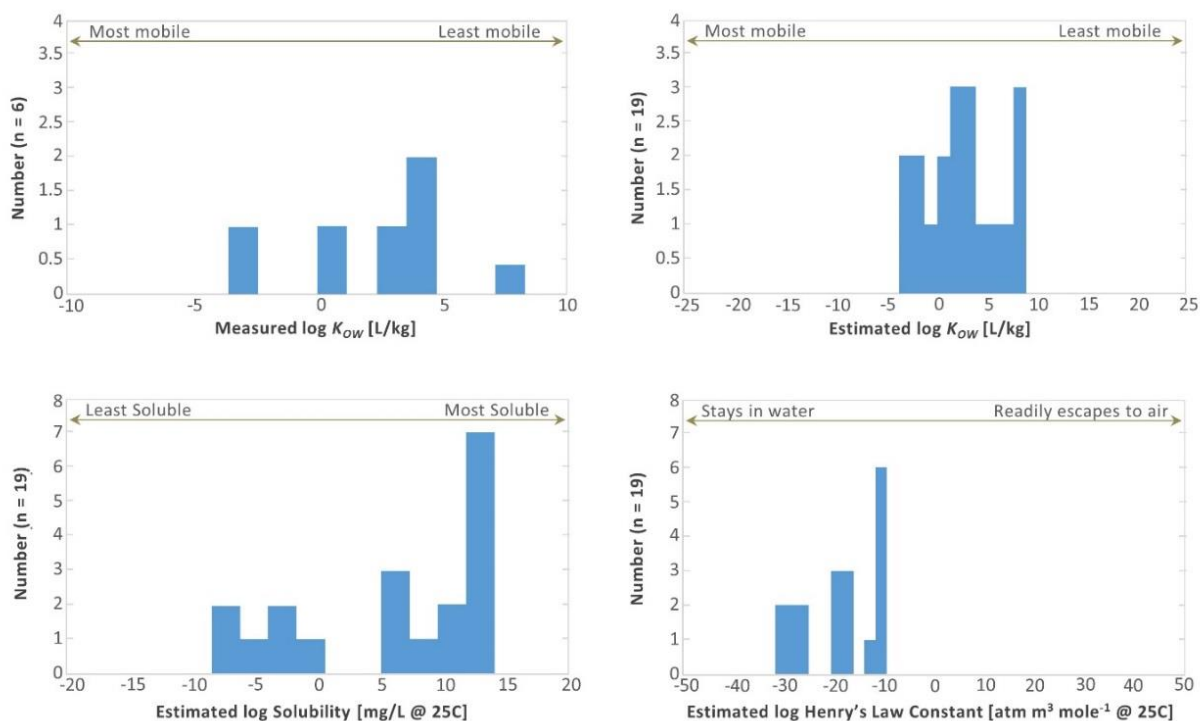 Most mobile Least mobile
4
3.5
3
2.5
2
1.5
1
0.5
0
Number (n = 6)
-10 -5 0 5 10
Measured log KOW [L/kg]
Most mobile Least mobile
4
3.5
3
2.5
2
1.5
1
0.5
0
Number (n = 19)
-25 -20 -15 -10 -5 0 5 10 15 20 25
Estimated log KOW [L/kg]
Least Soluble Most Soluble
8
7
6
5
4
3
2
1
0
Number (n = 19)
-20 -15 -10 -5 0 5 10 15 20
Estimated log Solubility [mg/L @ 25C]
Stays in water Readily escapes to air
8
7
6
5
4
3
2
1
0
Number (n = 19)
-50 -40 -30 -20 -10 0 10 20 30 40 50
Estimated log Henry's Law Constant [atm m³ mole⁻¹ @ 25C]